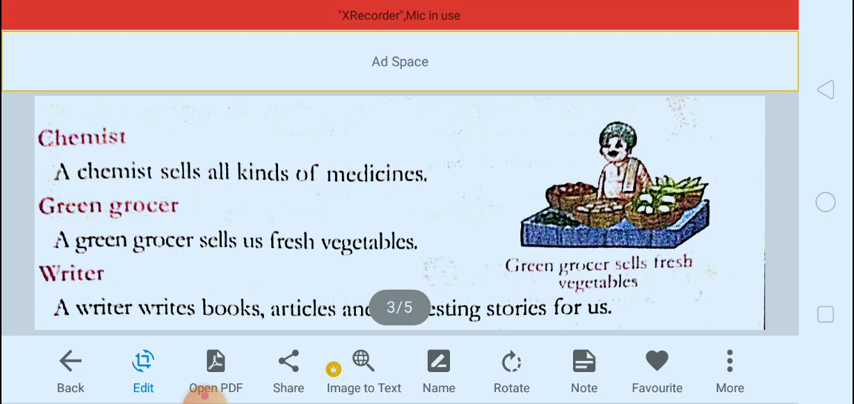 "XRecorder",Mic in use
Ad Space
Chemist
A chemist sells all kinds of medicines.
Green grocer
A green grocer sells us fresh vegetables.
Writer
A writer writes books, articles and esting stories for us.
Green grocer sells fresh
vegetables
3/5
Back
Edit
Open PDF
Share
Image to Text
Name
Rotate
Note
Favourite
More